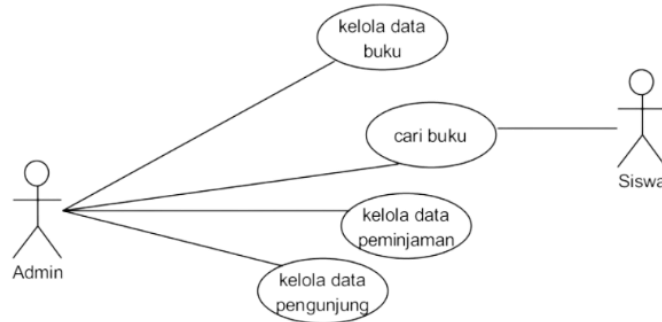 kelola data
buku
cari buku
Siswa
kelola data
peminjaman
Admin
kelola data
pengunjung